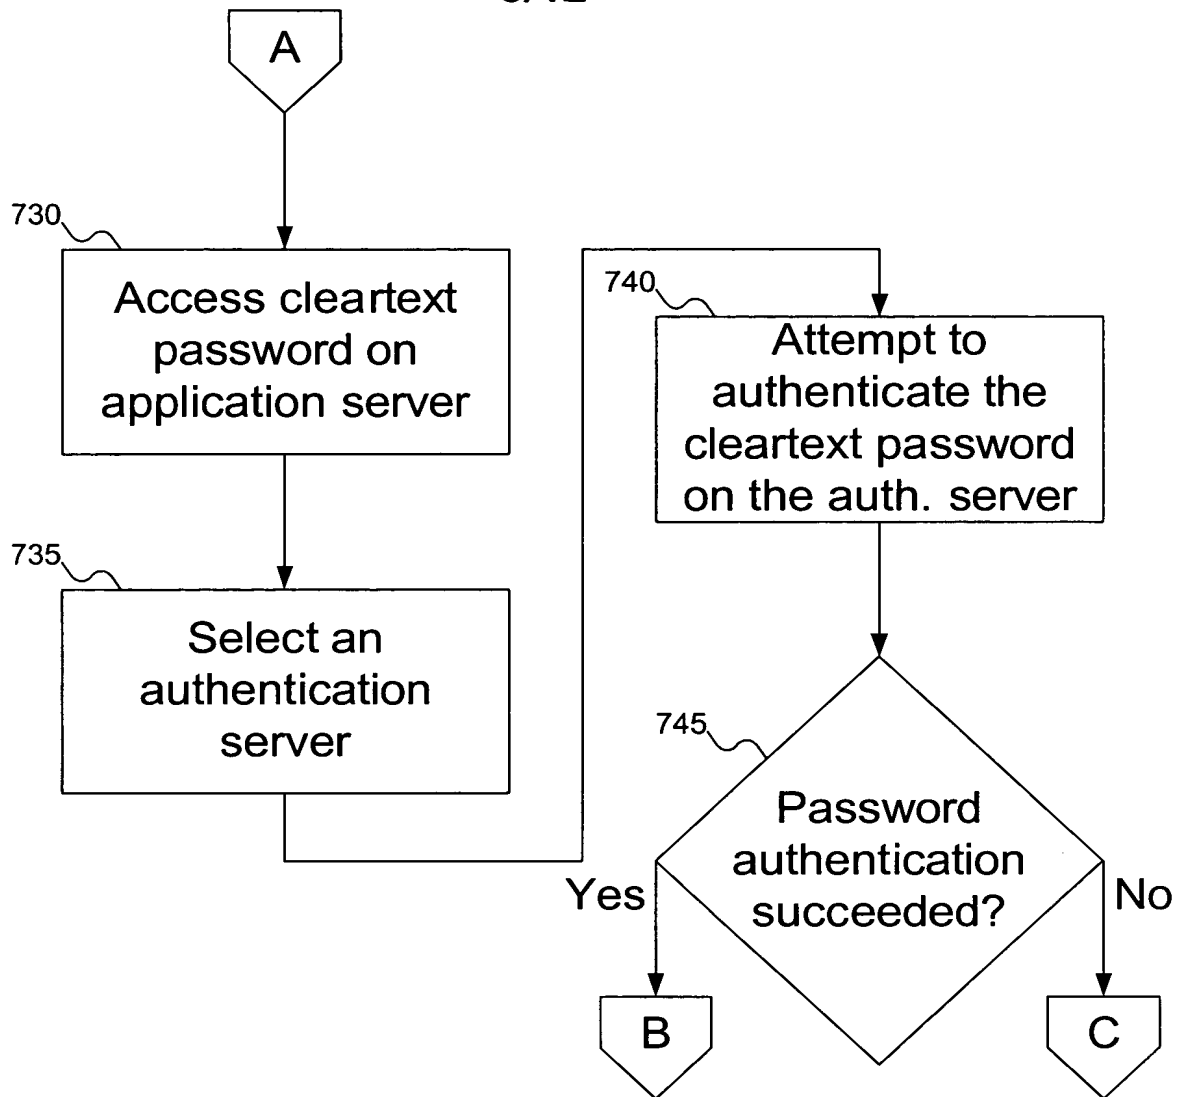 A
730
Access cleartext
password on
application server
735
Select an
authentication
server
740
Attempt to
authenticate the
cleartext password
on the auth. server
745
Password
authentication
succeeded?
Yes
No
B
C